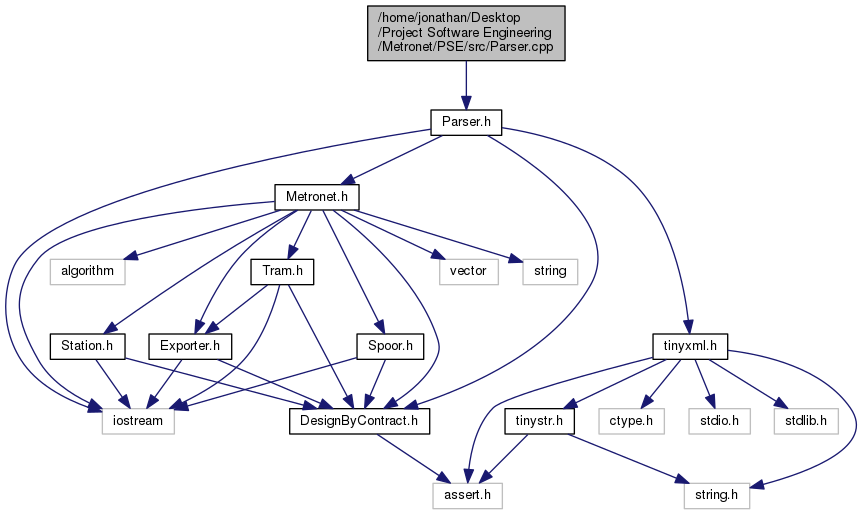 /home/jonathan/Desktop
/Project Software Engineering
/Metronet/PSE/src/Parser.cpp
Parser.h
Metronet.h
algorithm
Tram.h
vector
string
Station.h
Exporter.h
Spoor.h
tinyxml.h
iostream
DesignByContract.h
tinystr.h
ctype.h
stdio.h
stdlib.h
assert.h
string.h